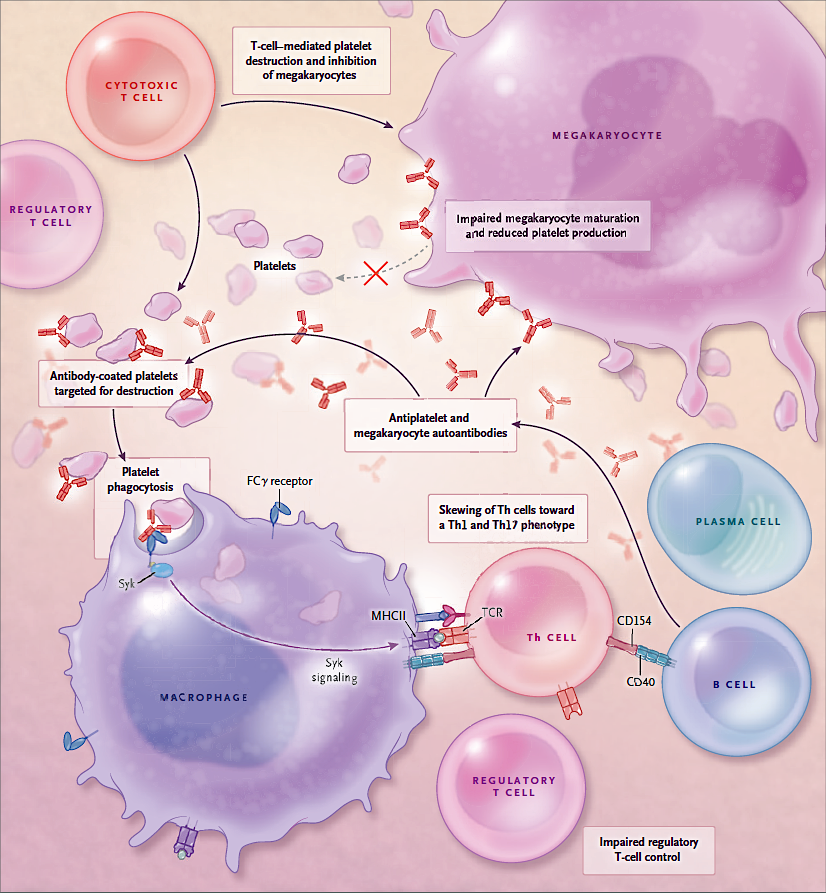 T-cell–mediated platelet
destruction and inhibition
of megakaryocytes
CYTOTOXIC
T CELL
MEGAKARYOCYTE
REGULATORY
T CELL
Impaired megakaryocyte maturation
and reduced platelet production
Platelets
Antibody-coated platelets
targeted for destruction
Antiplatelet and
megakaryocyte autoantibodies
Platelet
phagocytosis
FCγ receptor
Skewing of Th cells toward
a Th1 and Th17 phenotype
PLASMA CELL
Syk
MHCII
TCR
Th CELL
CD154
CD40
B CELL
Syk
signaling
MACROPHAGE
REGULATORY
T CELL
Impaired regulatory
T-cell control